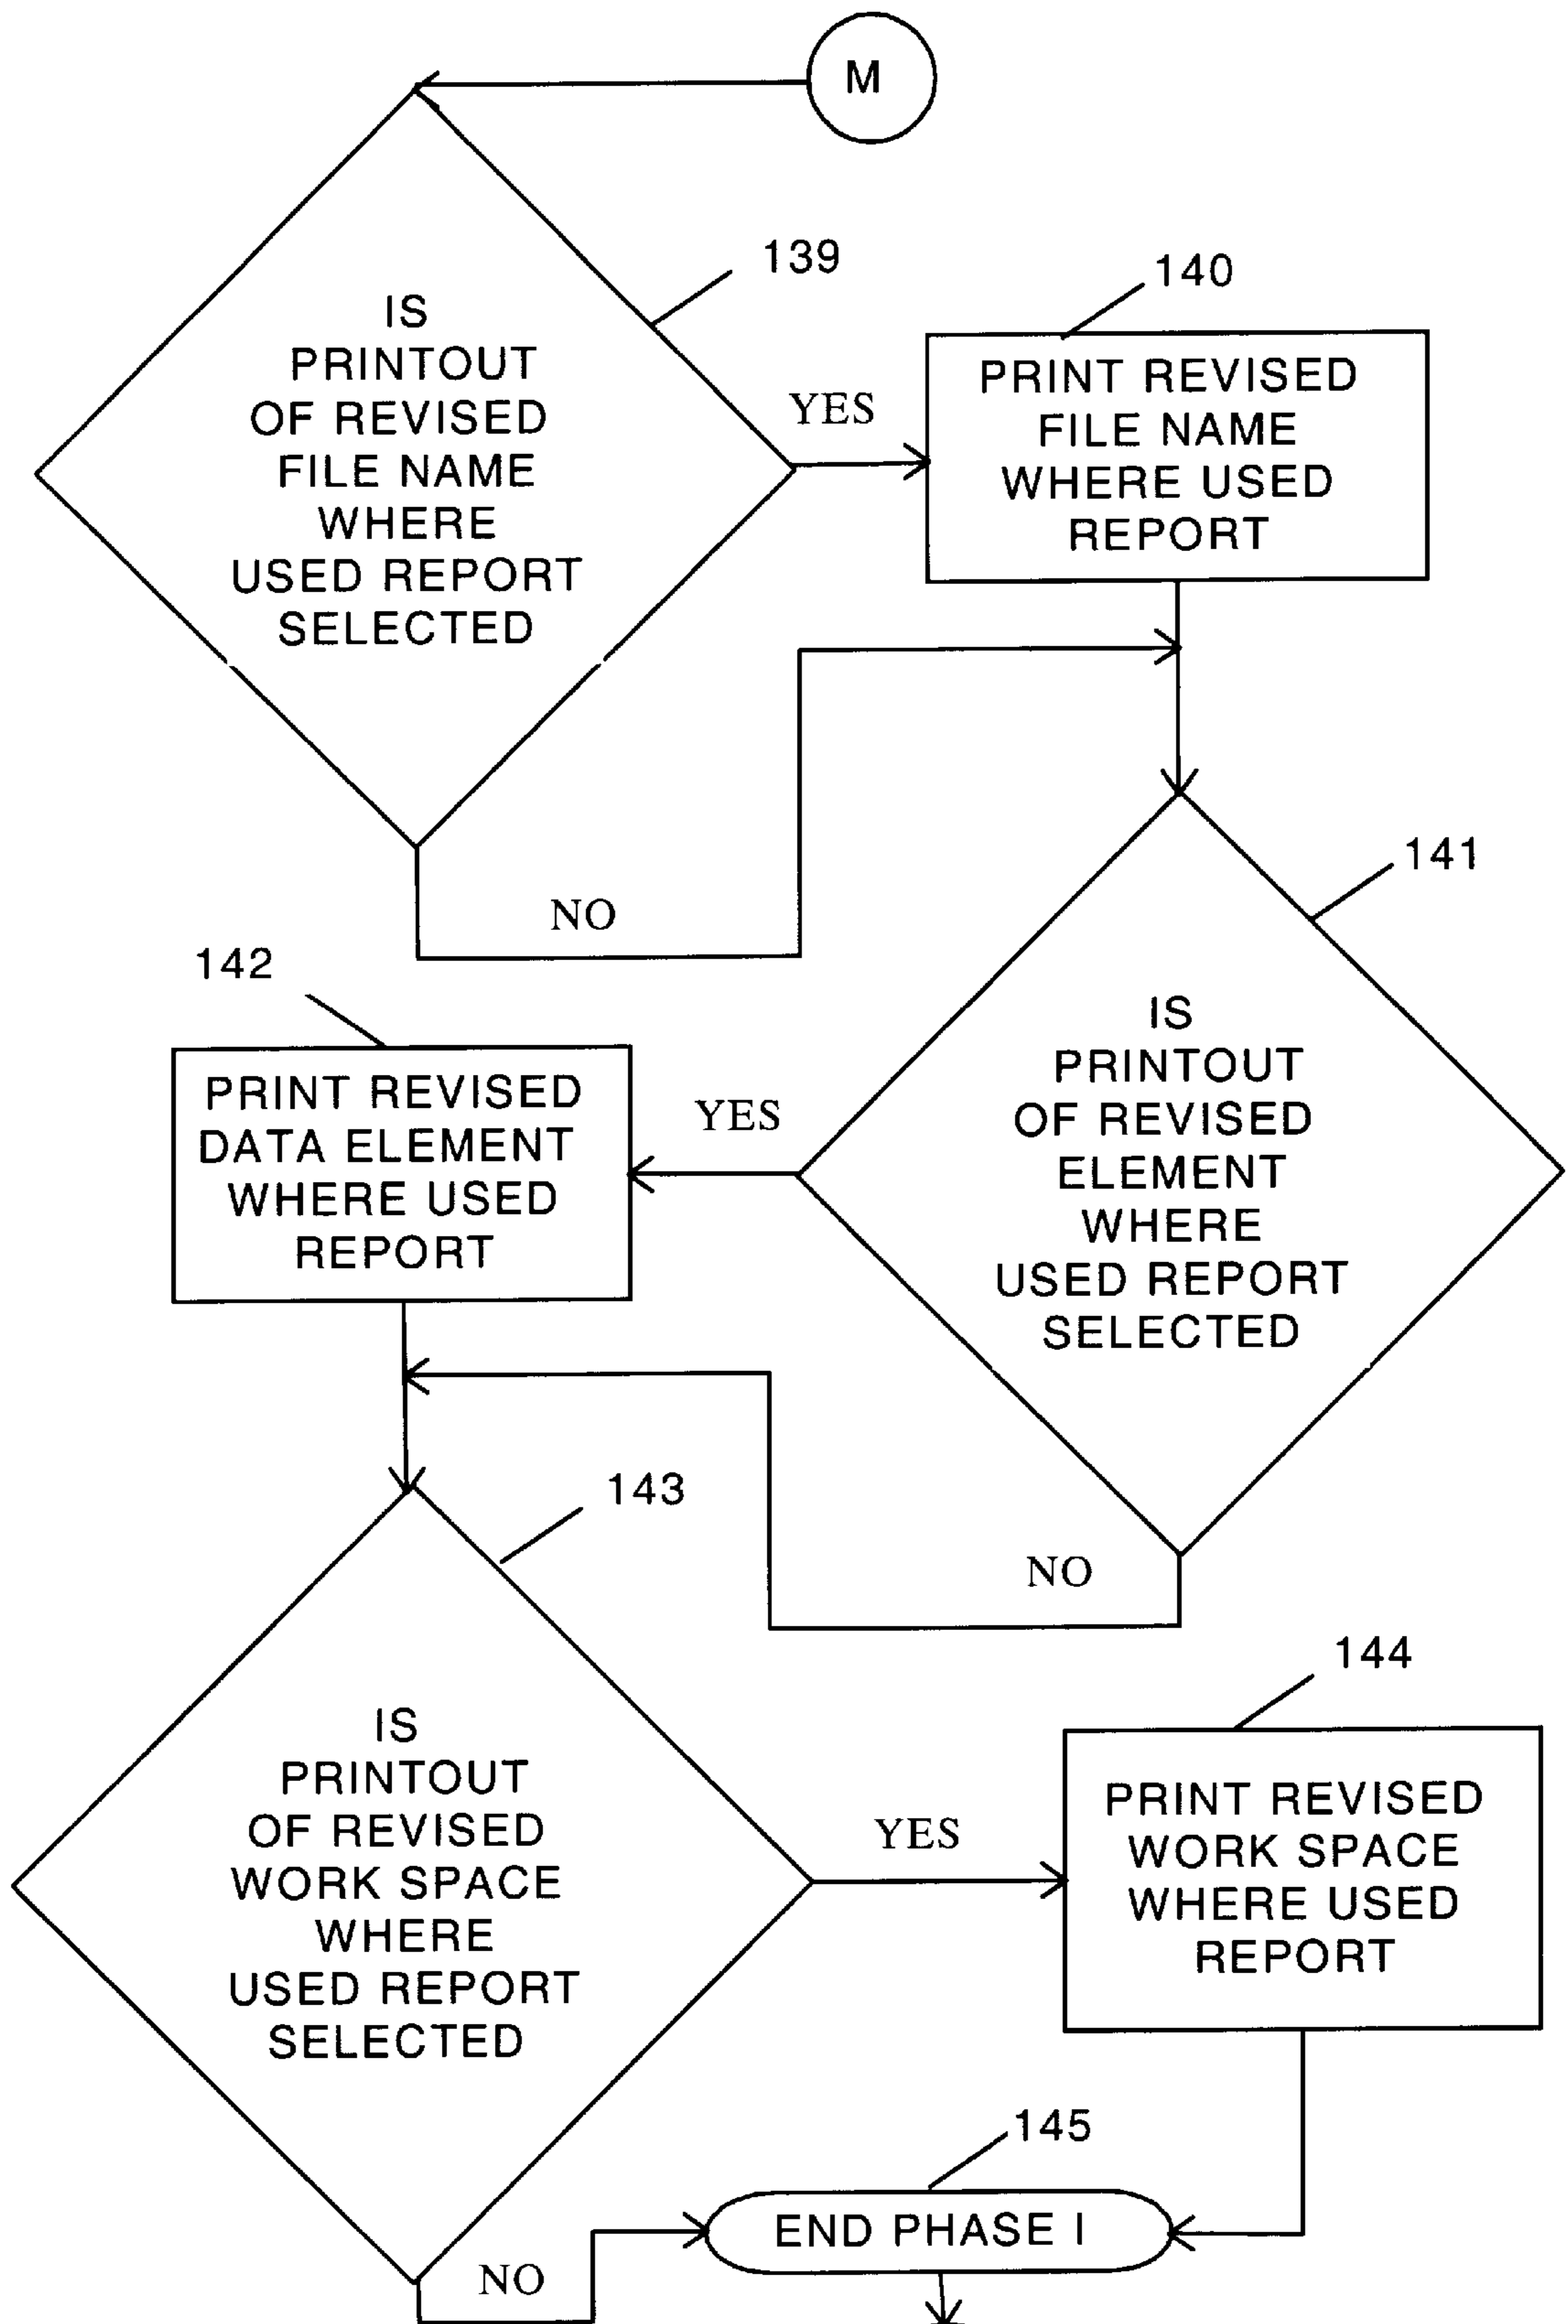 M
139
IS
PRINTOUT
OF REVISED
FILE NAME
WHERE
USED REPORT
SELECTED
YES
140
PRINT REVISED
FILE NAME
WHERE USED
REPORT
NO
141
IS
PRINTOUT
OF REVISED
ELEMENT
WHERE
USED REPORT
SELECTED
YES
142
PRINT REVISED
DATA ELEMENT
WHERE USED
REPORT
NO
143
IS
PRINTOUT
OF REVISED
WORK SPACE
WHERE
USED REPORT
SELECTED
YES
144
PRINT REVISED
WORK SPACE
WHERE USED
REPORT
NO
145
END PHASE I